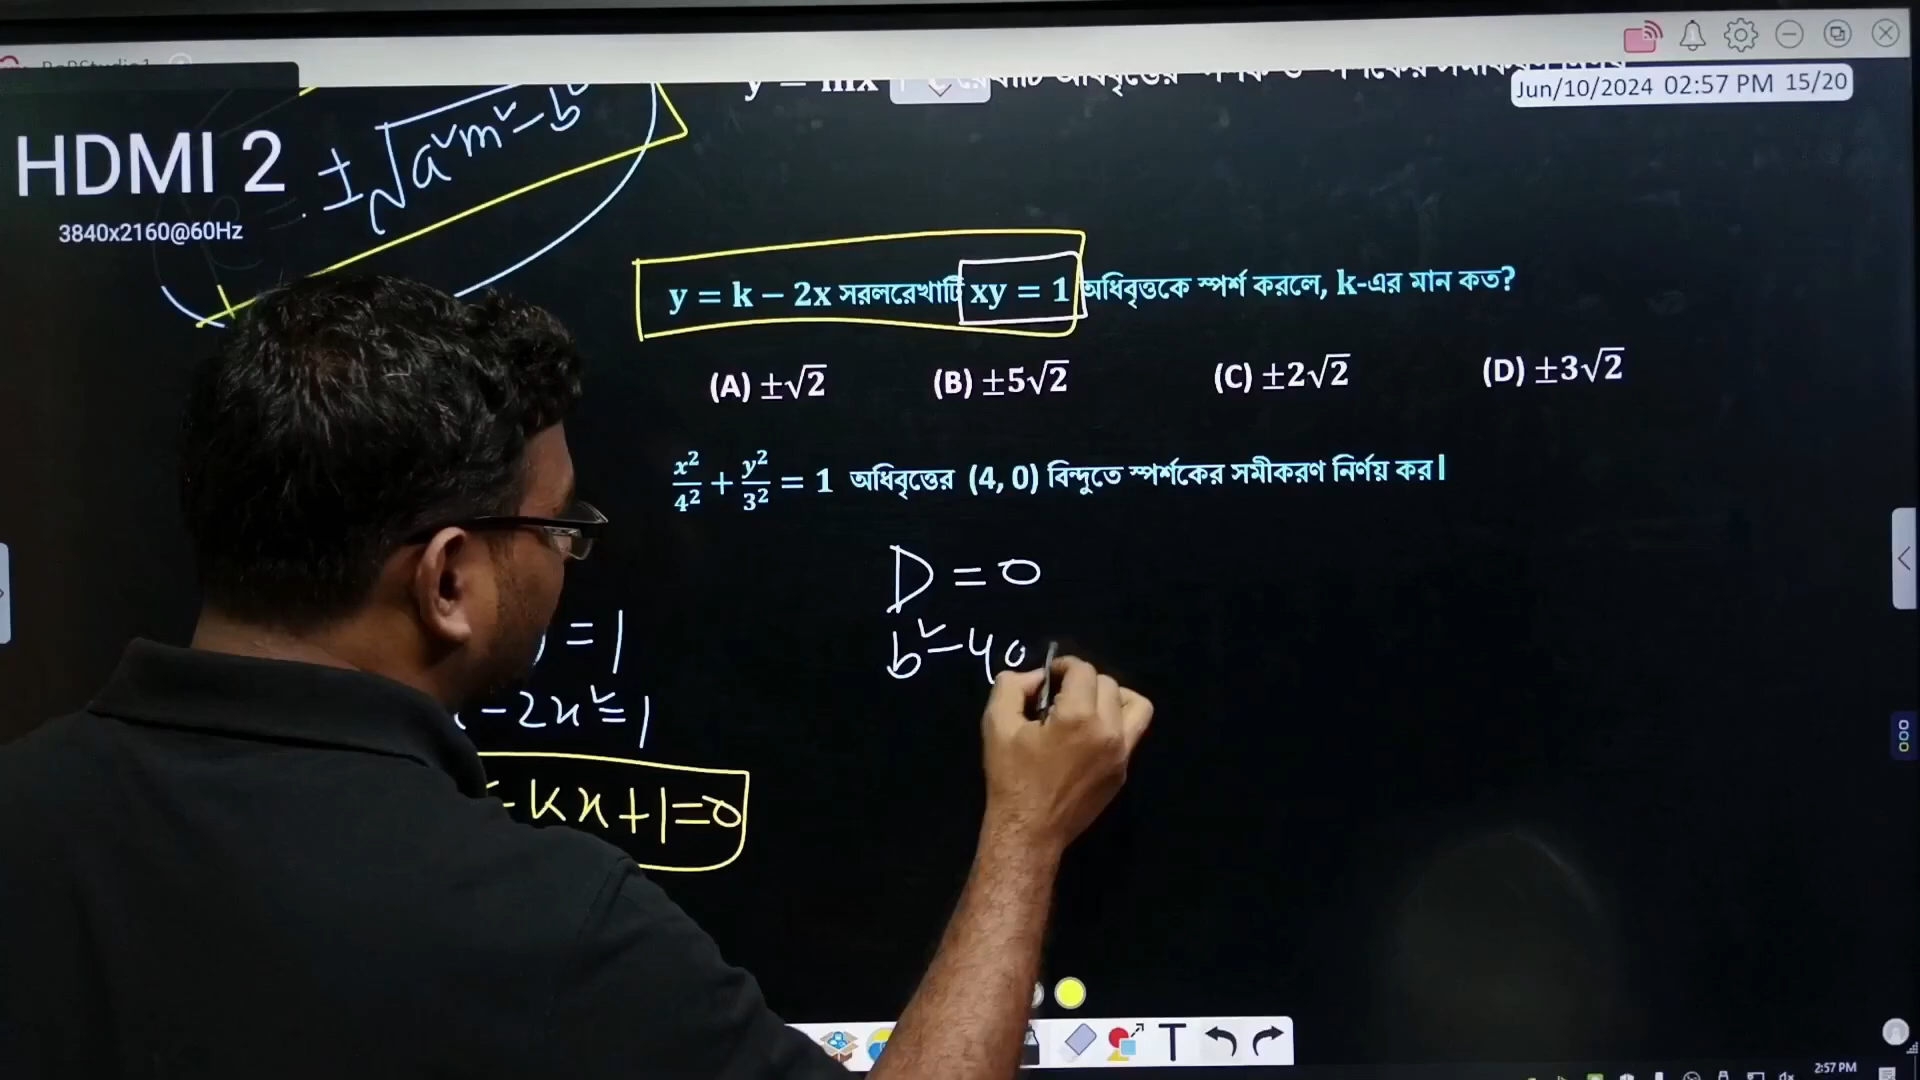 Jun/10/2024 02:57 PM 15/20
HDMI 2
3840x2160@60Hz
± √a²m² – b²
y = k − 2x সরলরেখাটি xy = 1 অধিবৃত্তকে স্পর্শ করলে, k-এর মান কত?
(A) ±√2 (B) ±5√2 (C) ±2√2 (D) ±3√2
x²/4² + y²/3² = 1 অধিবৃত্তের (4, 0) বিন্দুতে স্পর্শকের সমীকরণ নির্ণয় কর।
D = 0
b² – 4
= 1
– 2x² = 1
– kx + 1 = 0
T
2:57 PM